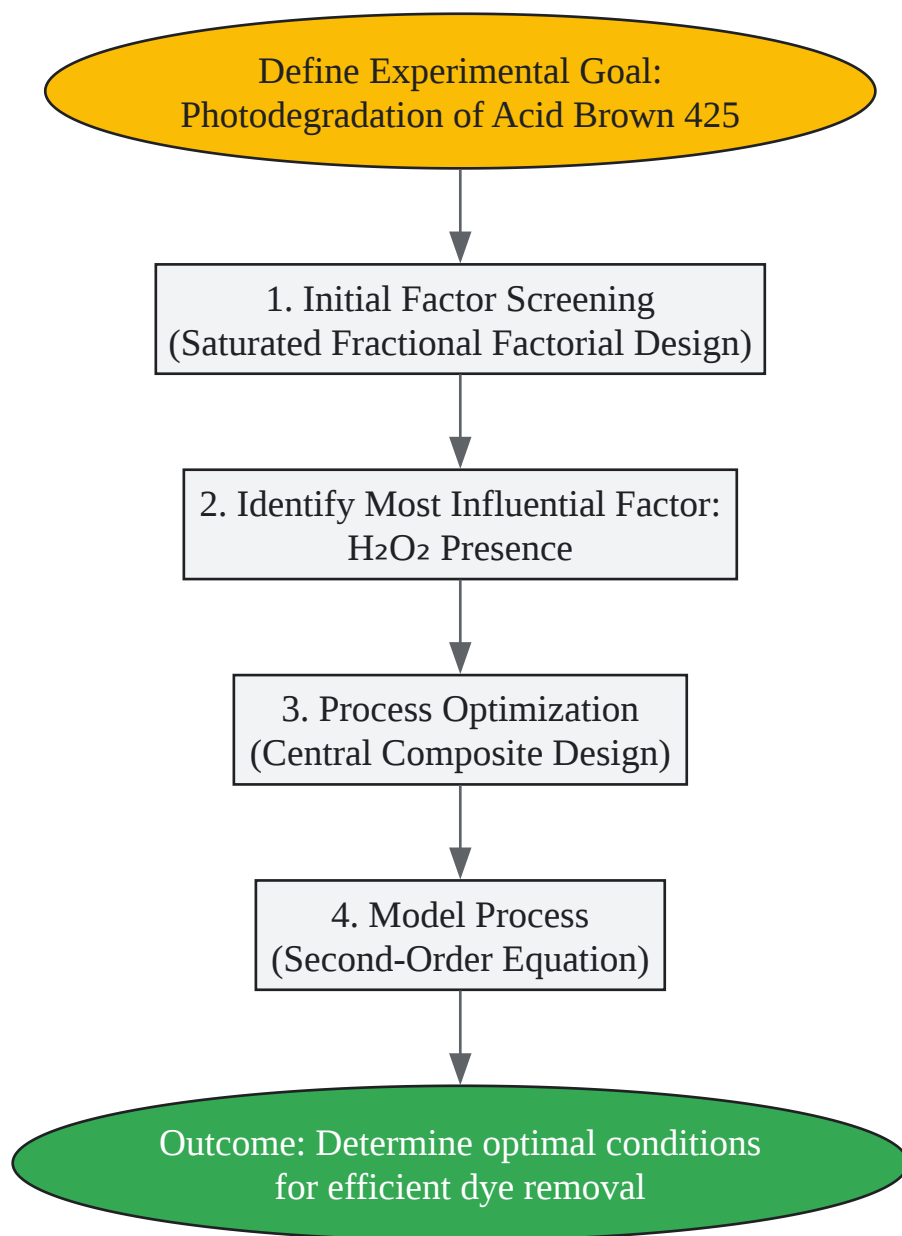 Define Experimental Goal:
Photodegradation of Acid Brown 425
1. Initial Factor Screening
(Saturated Fractional Factorial Design)
2. Identify Most Influential Factor:
H₂O₂ Presence
3. Process Optimization
(Central Composite Design)
4. Model Process
(Second-Order Equation)
Outcome: Determine optimal conditions
for efficient dye removal